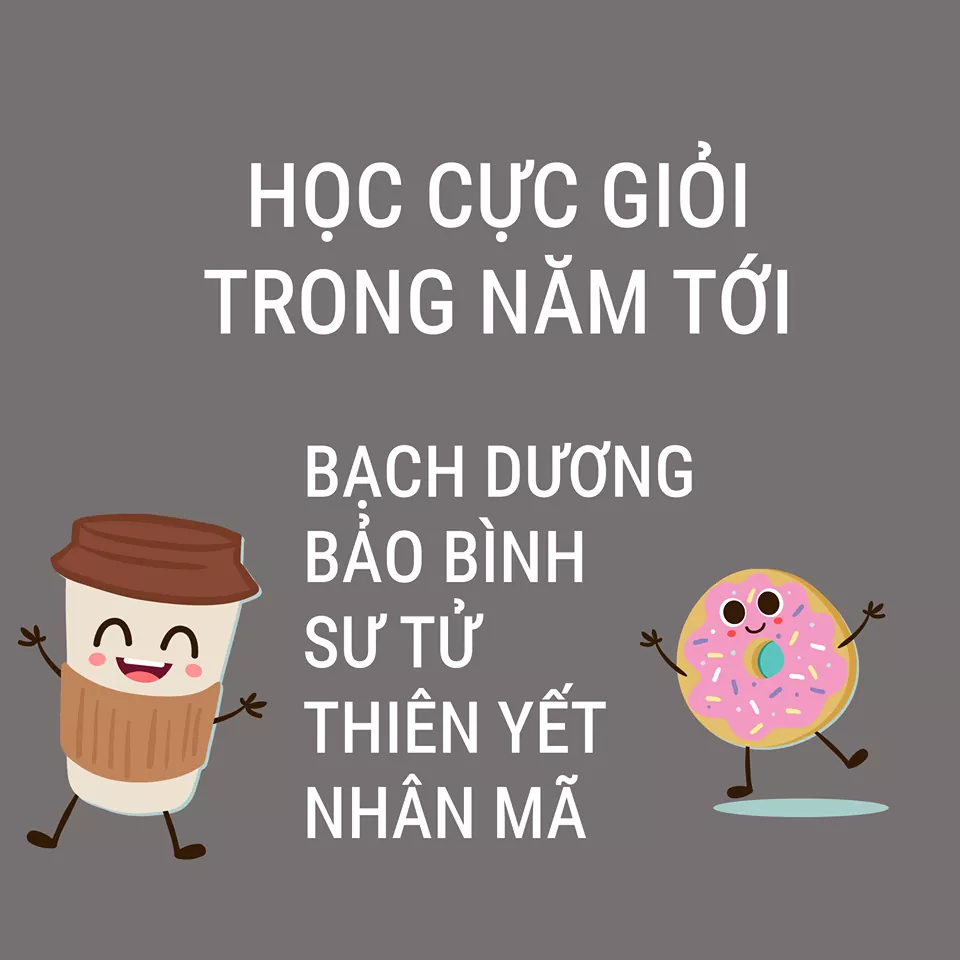 HỌC CỰC GIỎI
TRONG NĂM TỚI
BẠCH DƯƠNG
BẢO BÌNH
SƯ TỬ
THIÊN YẾT
NHÂN MÃ